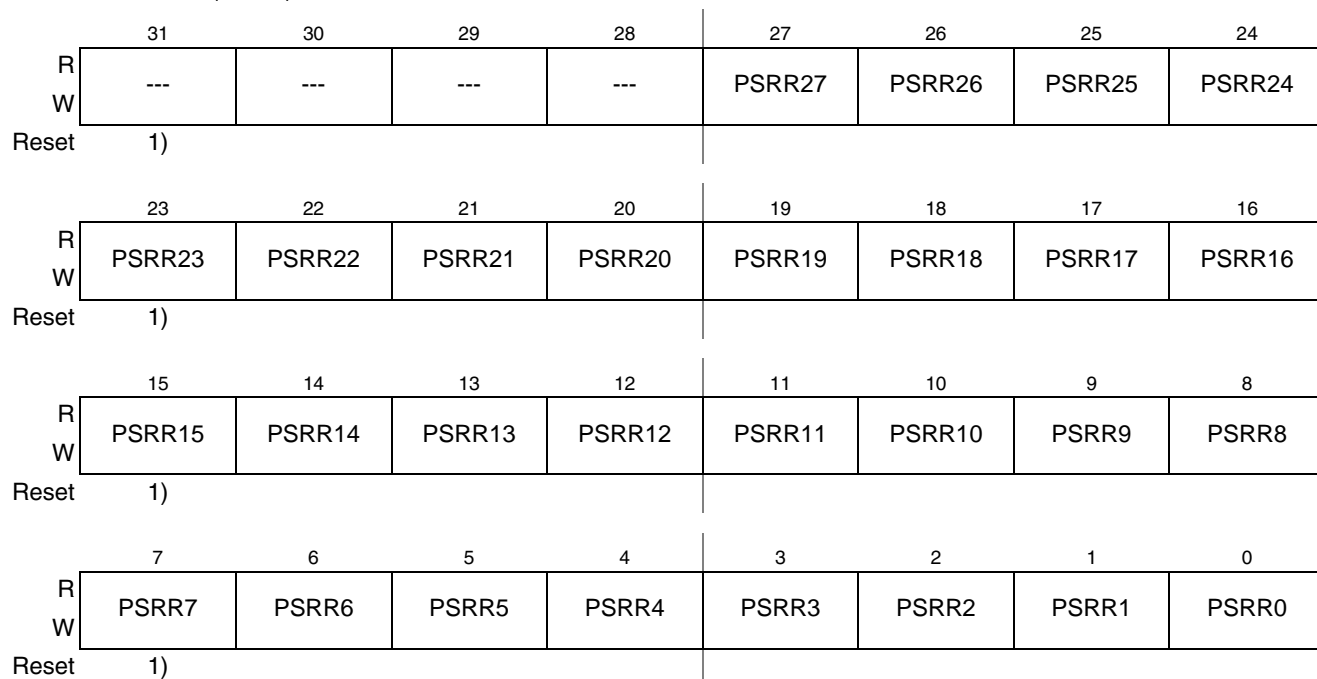 31 30 29 28 27 26 25 24
R
--- --- --- --- PSRR27 PSRR26 PSRR25 PSRR24
W
Reset 1)
23 22 21 20 19 18 17 16
R
PSRR23 PSRR22 PSRR21 PSRR20 PSRR19 PSRR18 PSRR17 PSRR16
W
Reset 1)
15 14 13 12 11 10 9 8
R
PSRR15 PSRR14 PSRR13 PSRR12 PSRR11 PSRR10 PSRR9 PSRR8
W
Reset 1)
7 6 5 4 3 2 1 0
R
PSRR7 PSRR6 PSRR5 PSRR4 PSRR3 PSRR2 PSRR1 PSRR0
W
Reset 1)